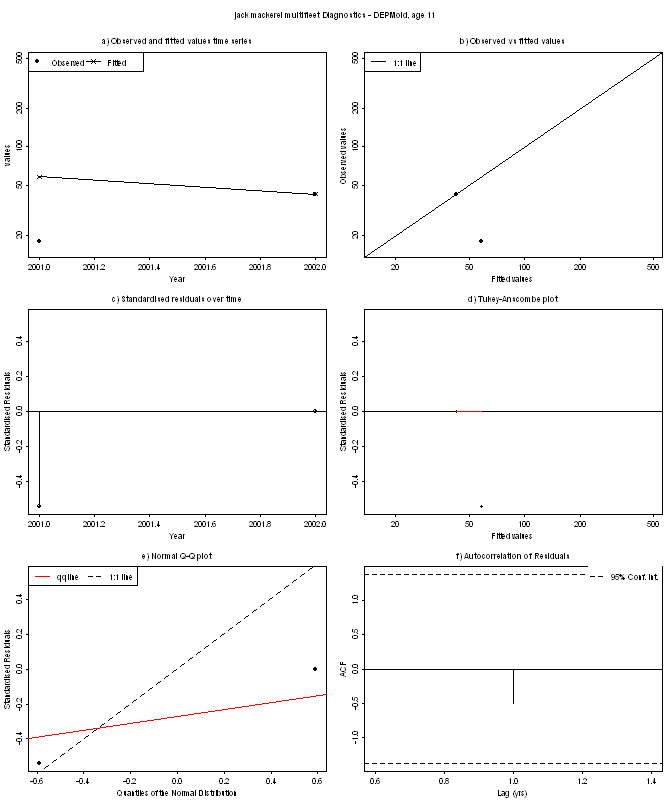 jack mackerel multifleet Diagnostics - DEPMold, age 11
a) Observed and fitted values time series
Observed Fitted
500
200
100
50
20
Values
2001.0 2001.2 2001.4 2001.6 2001.8 2002.0
Year
b) Observed vs fitted values
1:1 line
500
200
100
50
20
Observed values
20 50 100 200 500
Fitted values
c) Standardised residuals over time
0.4
0.2
0.0
-0.2
-0.4
Standardised Residuals
2001.0 2001.2 2001.4 2001.6 2001.8 2002.0
Year
d) Tukey-Anscombe plot
0.4
0.2
0.0
-0.2
-0.4
Standardised Residuals
20 50 100 200 500
Fitted values
e) Normal Q-Q plot
qq line 1:1 line
0.4
0.2
0.0
-0.2
-0.4
Standardised Residuals
-0.6 -0.4 -0.2 0.0 0.2 0.4 0.6
Quantiles of the Normal Distribution
f) Autocorrelation of Residuals
95% Conf. Int.
1.0
0.5
0.0
-0.5
-1.0
ACF
0.6 0.8 1.0 1.2 1.4
Lag (yrs)